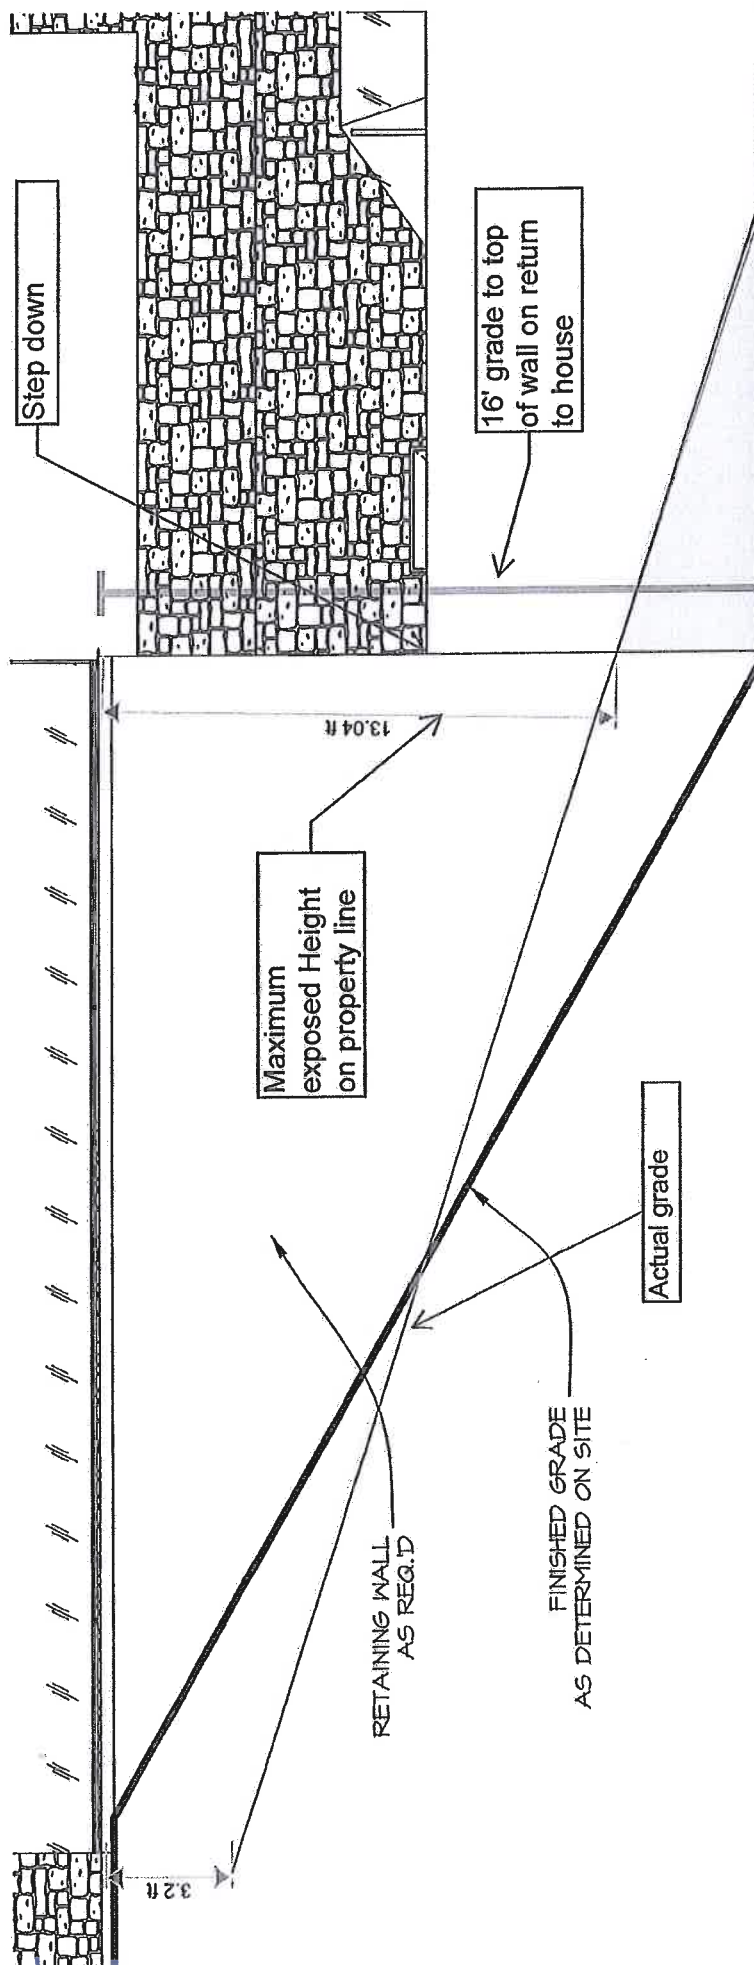 Step down
16' grade to top
of wall on return
to house
13.04 ft
Maximum
exposed Height
on property line
Actual grade
RETAINING WALL
AS REQ.D
FINISHED GRADE
AS DETERMINED ON SITE
3.2 ft